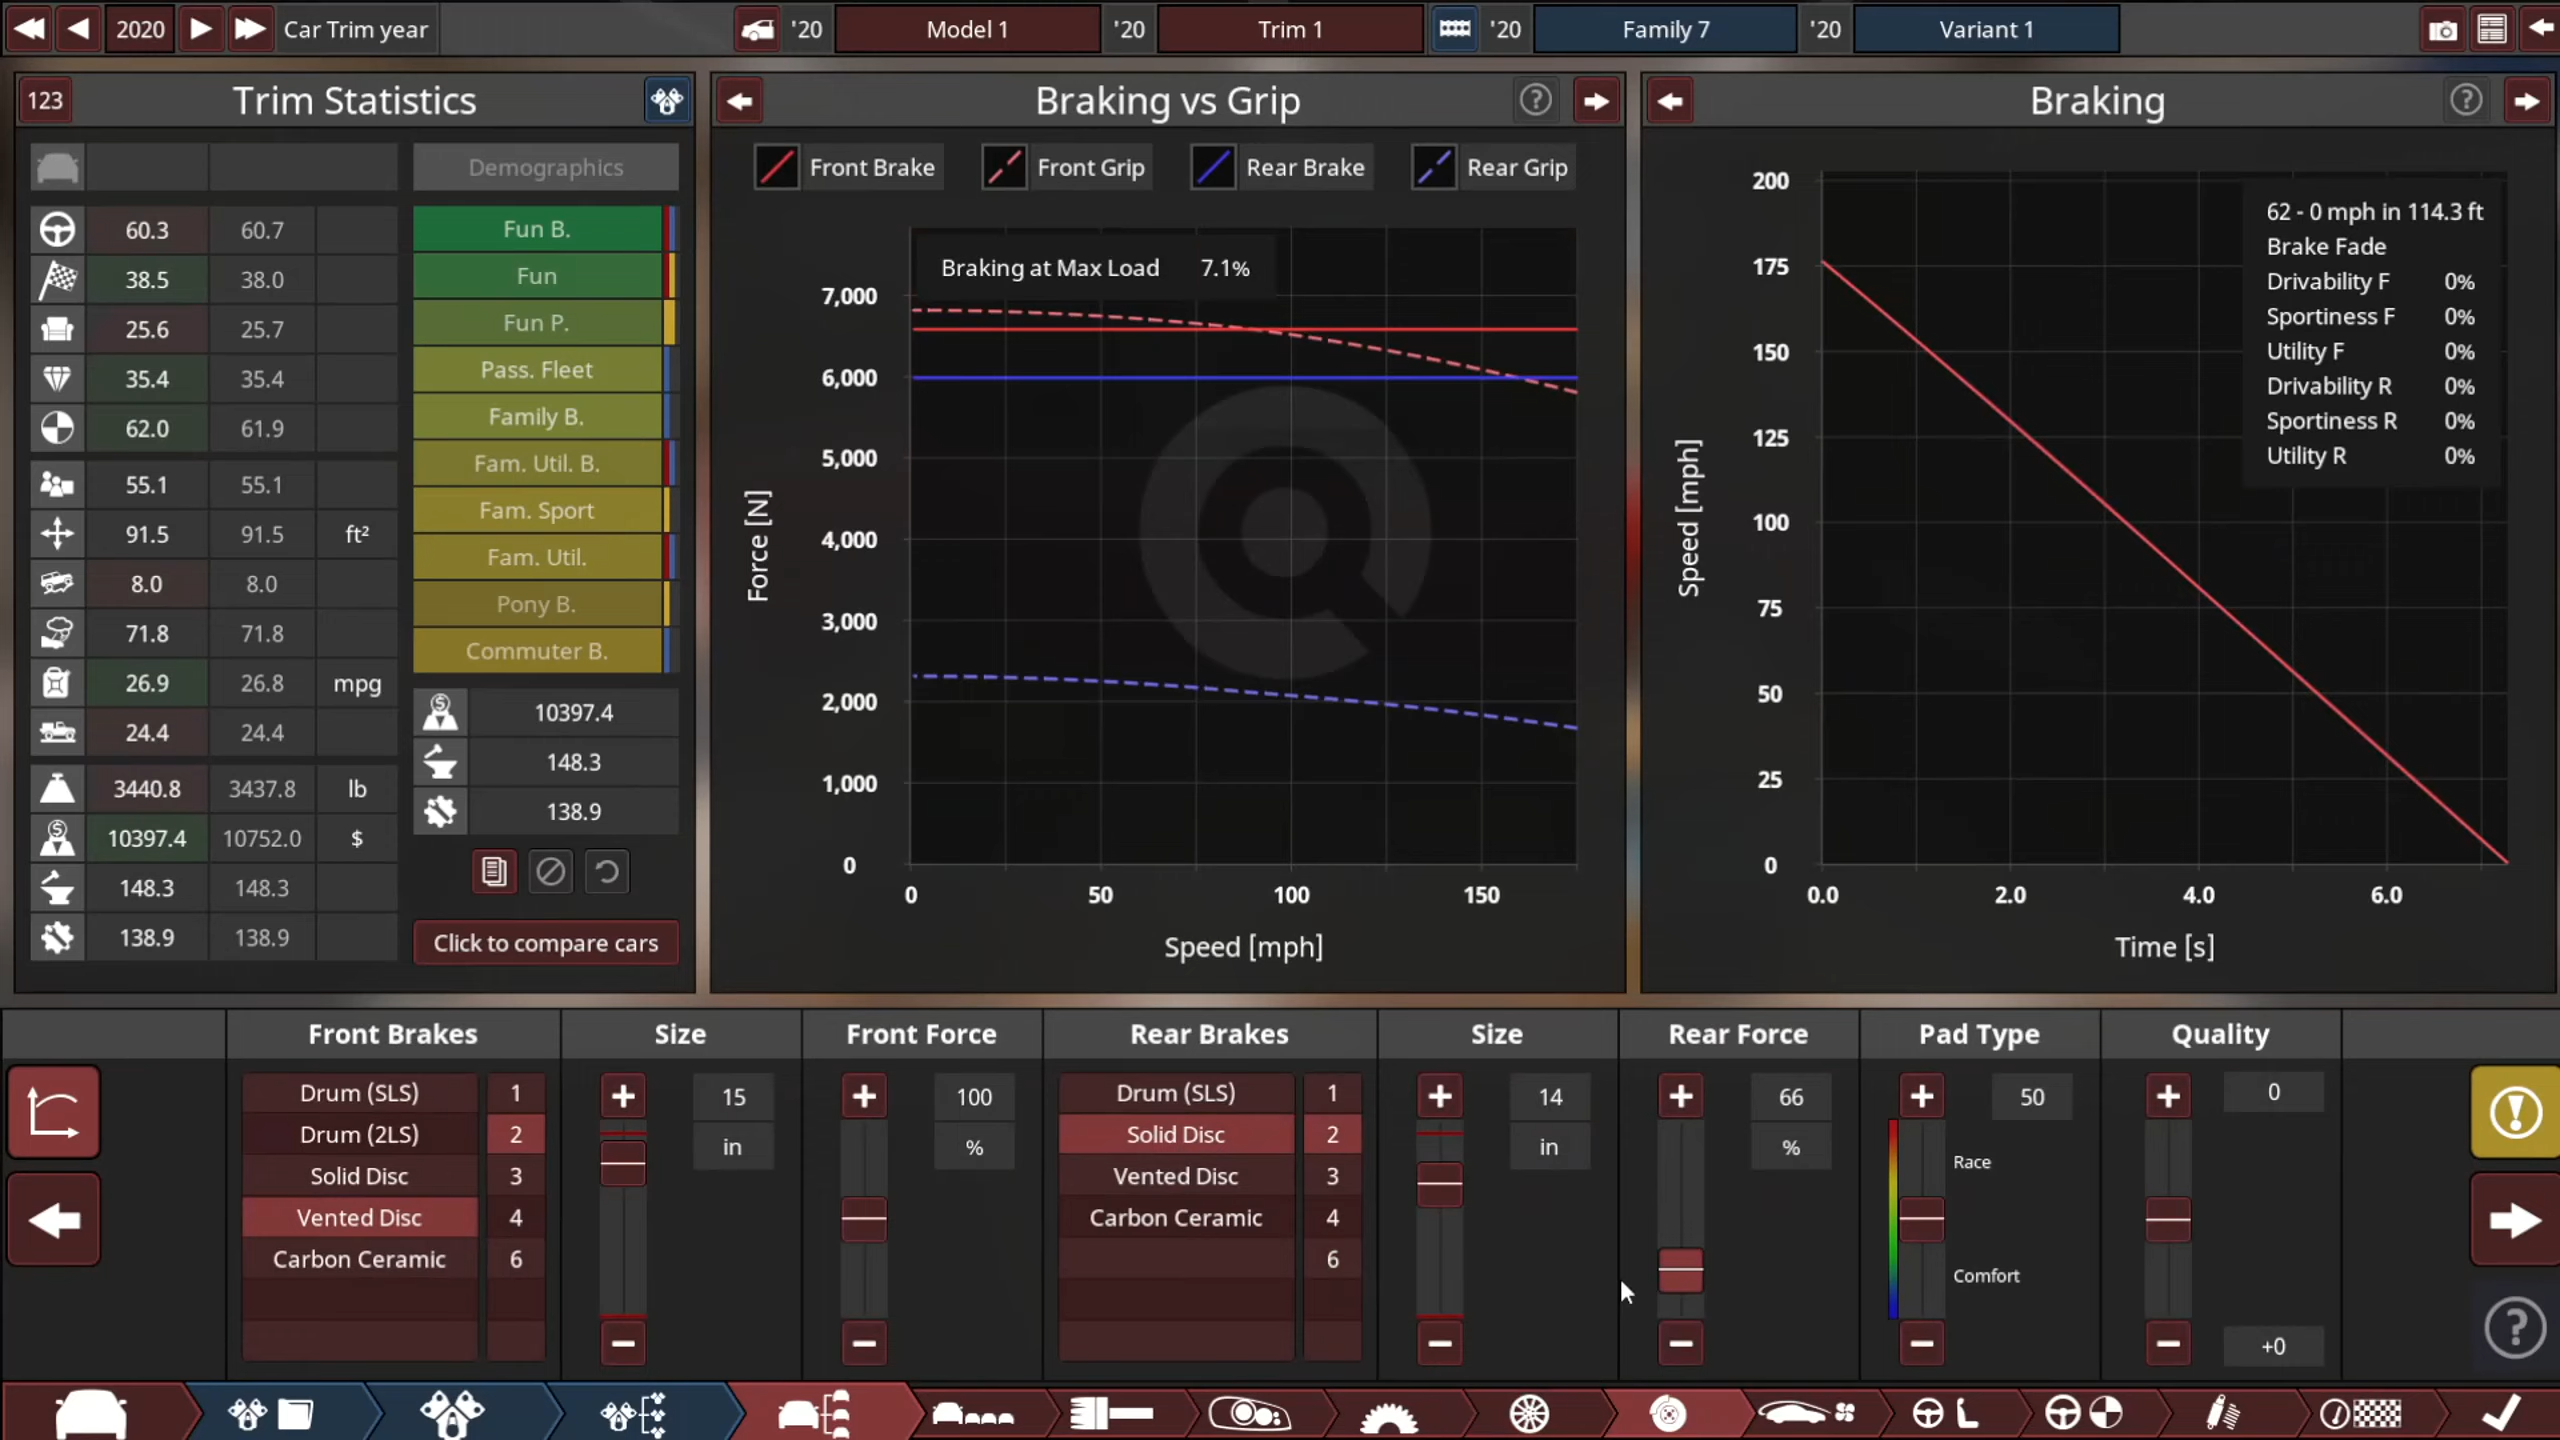 2020 Car Trim year '20 Model 1 '20 Trim 1 '20 Family 7 '20 Variant 1
123 Trim Statistics
Demographics
60.3 60.7
38.5 38.0
25.6 25.7
35.4 35.4
62.0 61.9
55.1 55.1
91.5 91.5 ft²
8.0 8.0
71.8 71.8
26.9 26.8 mpg
24.4 24.4
3440.8 3437.8 lb
10397.4 10752.0 $
148.3 148.3
138.9 138.9
Fun B.
Fun
Fun P.
Pass. Fleet
Family B.
Fam. Util. B.
Fam. Sport
Fam. Util.
Pony B.
Commuter B.
10397.4
148.3
138.9
Click to compare cars
Braking vs Grip ?
Front Brake Front Grip Rear Brake Rear Grip
Braking at Max Load 7.1%
Force [N]
7,000
6,000
5,000
4,000
3,000
2,000
1,000
0
0 50 100 150
Speed [mph]
Braking ?
62 - 0 mph in 114.3 ft
Brake Fade
Drivability F 0%
Sportiness F 0%
Utility F 0%
Drivability R 0%
Sportiness R 0%
Utility R 0%
Speed [mph]
200
175
150
125
100
75
50
25
0
0.0 2.0 4.0 6.0
Time [s]
Front Brakes
Drum (SLS) 1
Drum (2LS) 2
Solid Disc 3
Vented Disc 4
Carbon Ceramic 6
Size
15
in
Front Force
100
%
Rear Brakes
Drum (SLS) 1
Solid Disc 2
Vented Disc 3
Carbon Ceramic 4
6
Size
14
in
Rear Force
66
%
Pad Type
50
Race
Comfort
Quality
0
+0
?